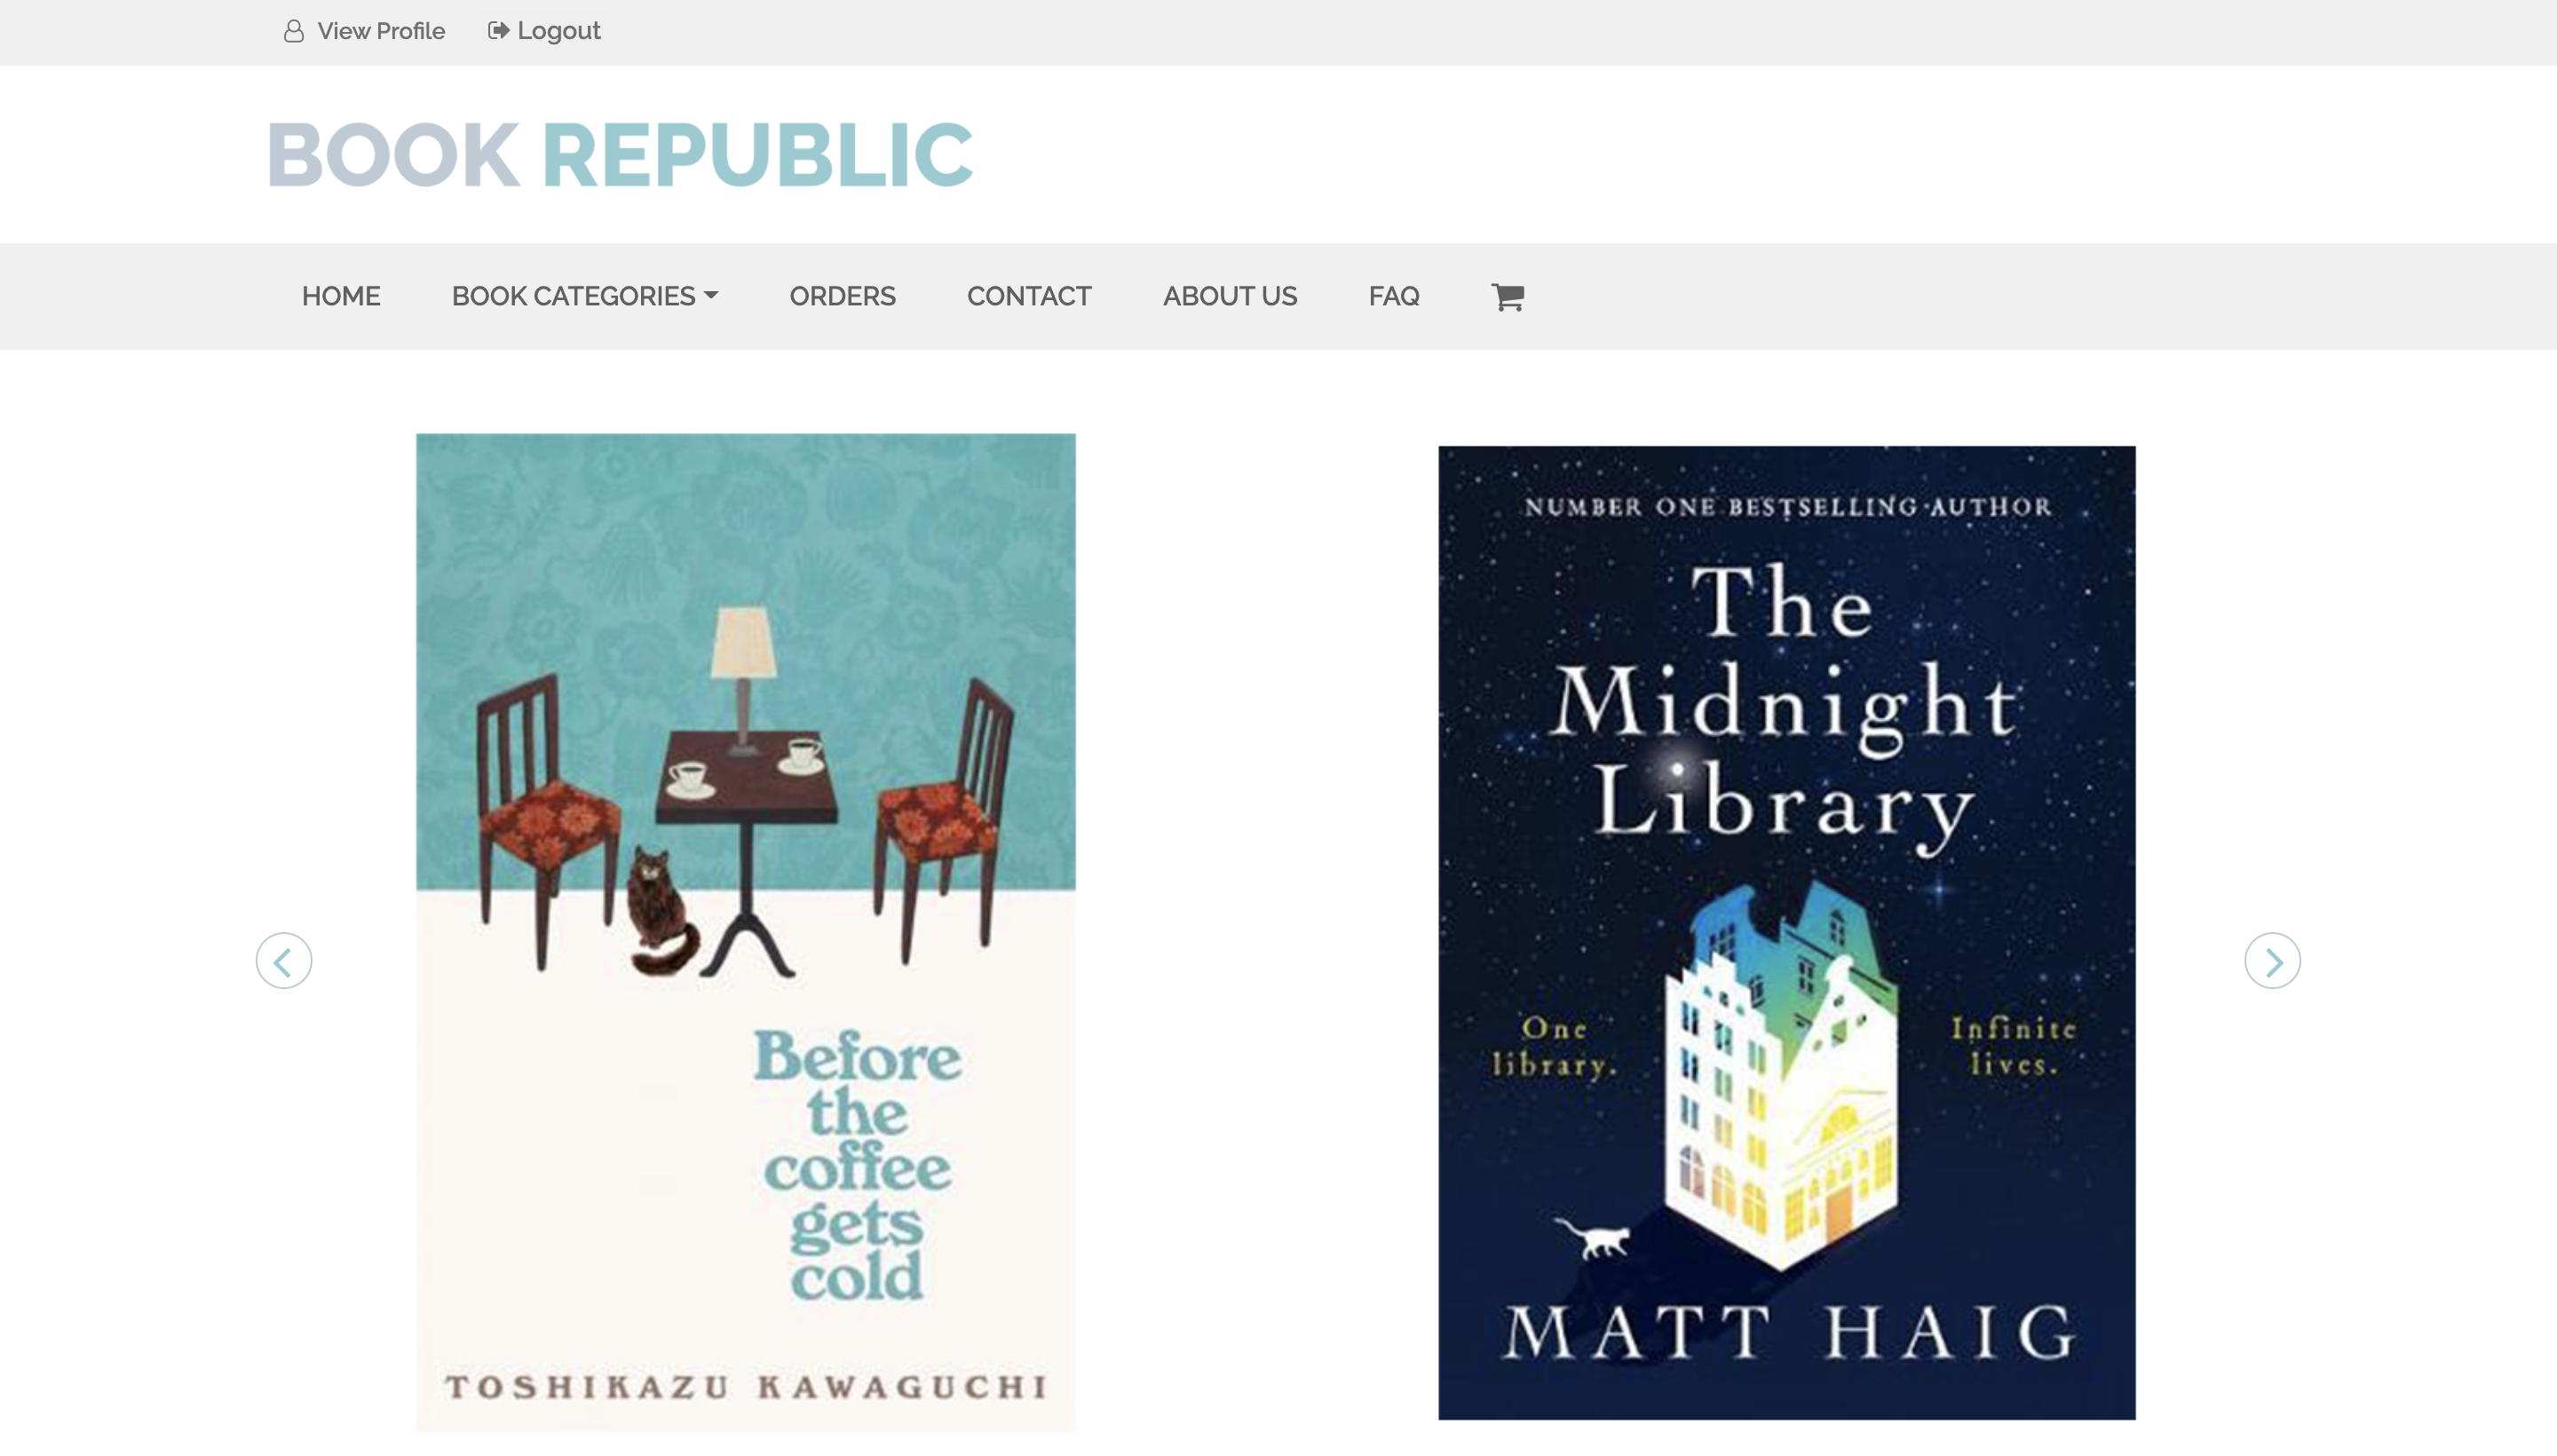 View Profile Logout
BOOK REPUBLIC
HOME BOOK CATEGORIES ORDERS CONTACT ABOUT US FAQ
Before
the
coffee
gets
cold
TOSHIKAZU KAWAGUCHI
NUMBER ONE BESTSELLING AUTHOR
The
Midnight
Library
One
library.
Infinite
lives.
MATT HAIG